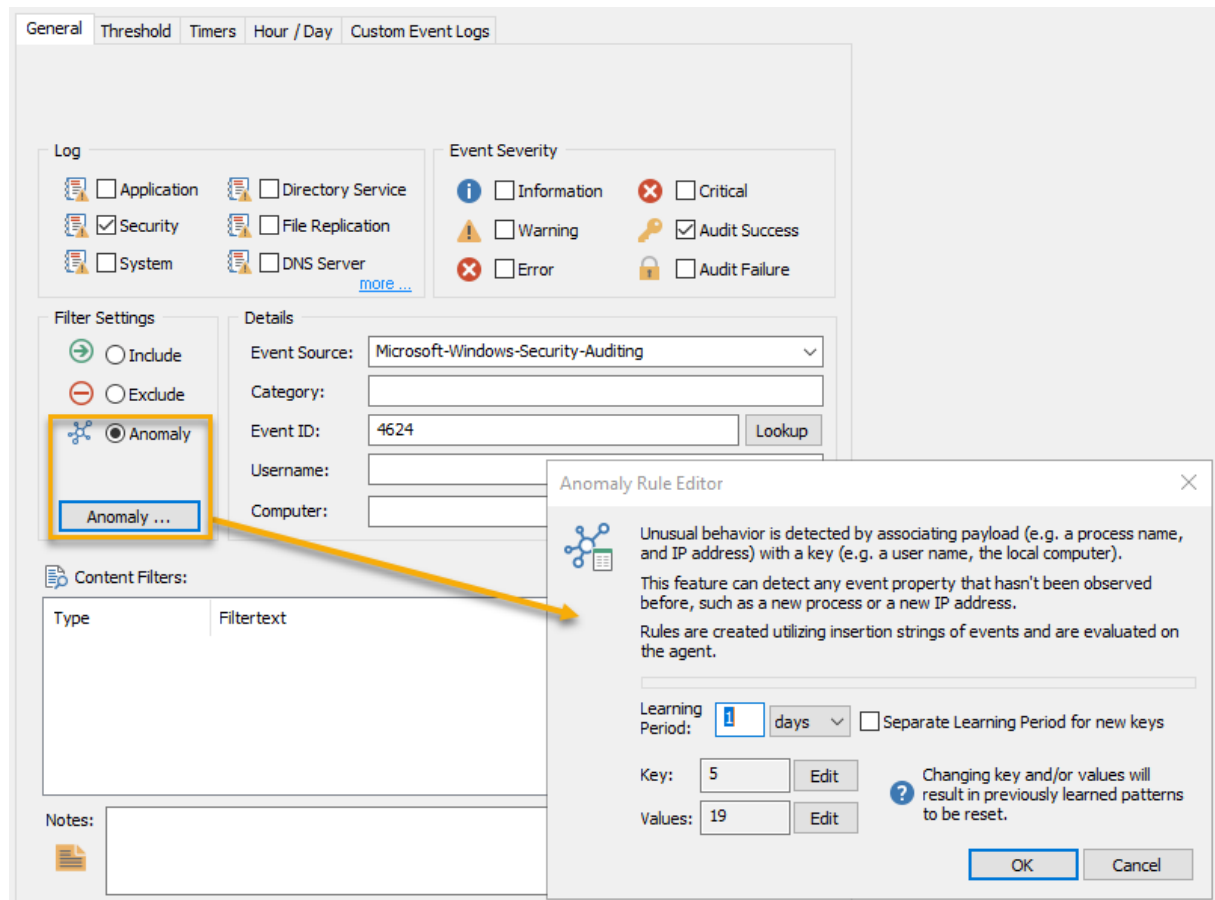 General Threshold Timers Hour / Day Custom Event Logs
Log
Application Directory Service
Security File Replication
System DNS Server
more ...
Event Severity
Information Critical
Warning Audit Success
Error Audit Failure
Filter Settings
Include
Exclude
Anomaly
Anomaly ...
Details
Event Source: Microsoft-Windows-Security-Auditing
Category:
Event ID: 4624 Lookup
Username:
Computer:
Content Filters:
Type Filtertext
Notes:
Anomaly Rule Editor
Unusual behavior is detected by associating payload (e.g. a process name,
and IP address) with a key (e.g. a user name, the local computer).
This feature can detect any event property that hasn't been observed
before, such as a new process or a new IP address.
Rules are created utilizing insertion strings of events and are evaluated on
the agent.
Learning
Period: 1 days Separate Learning Period for new keys
Key: 5 Edit
Values: 19 Edit
Changing key and/or values will
result in previously learned patterns
to be reset.
OK Cancel